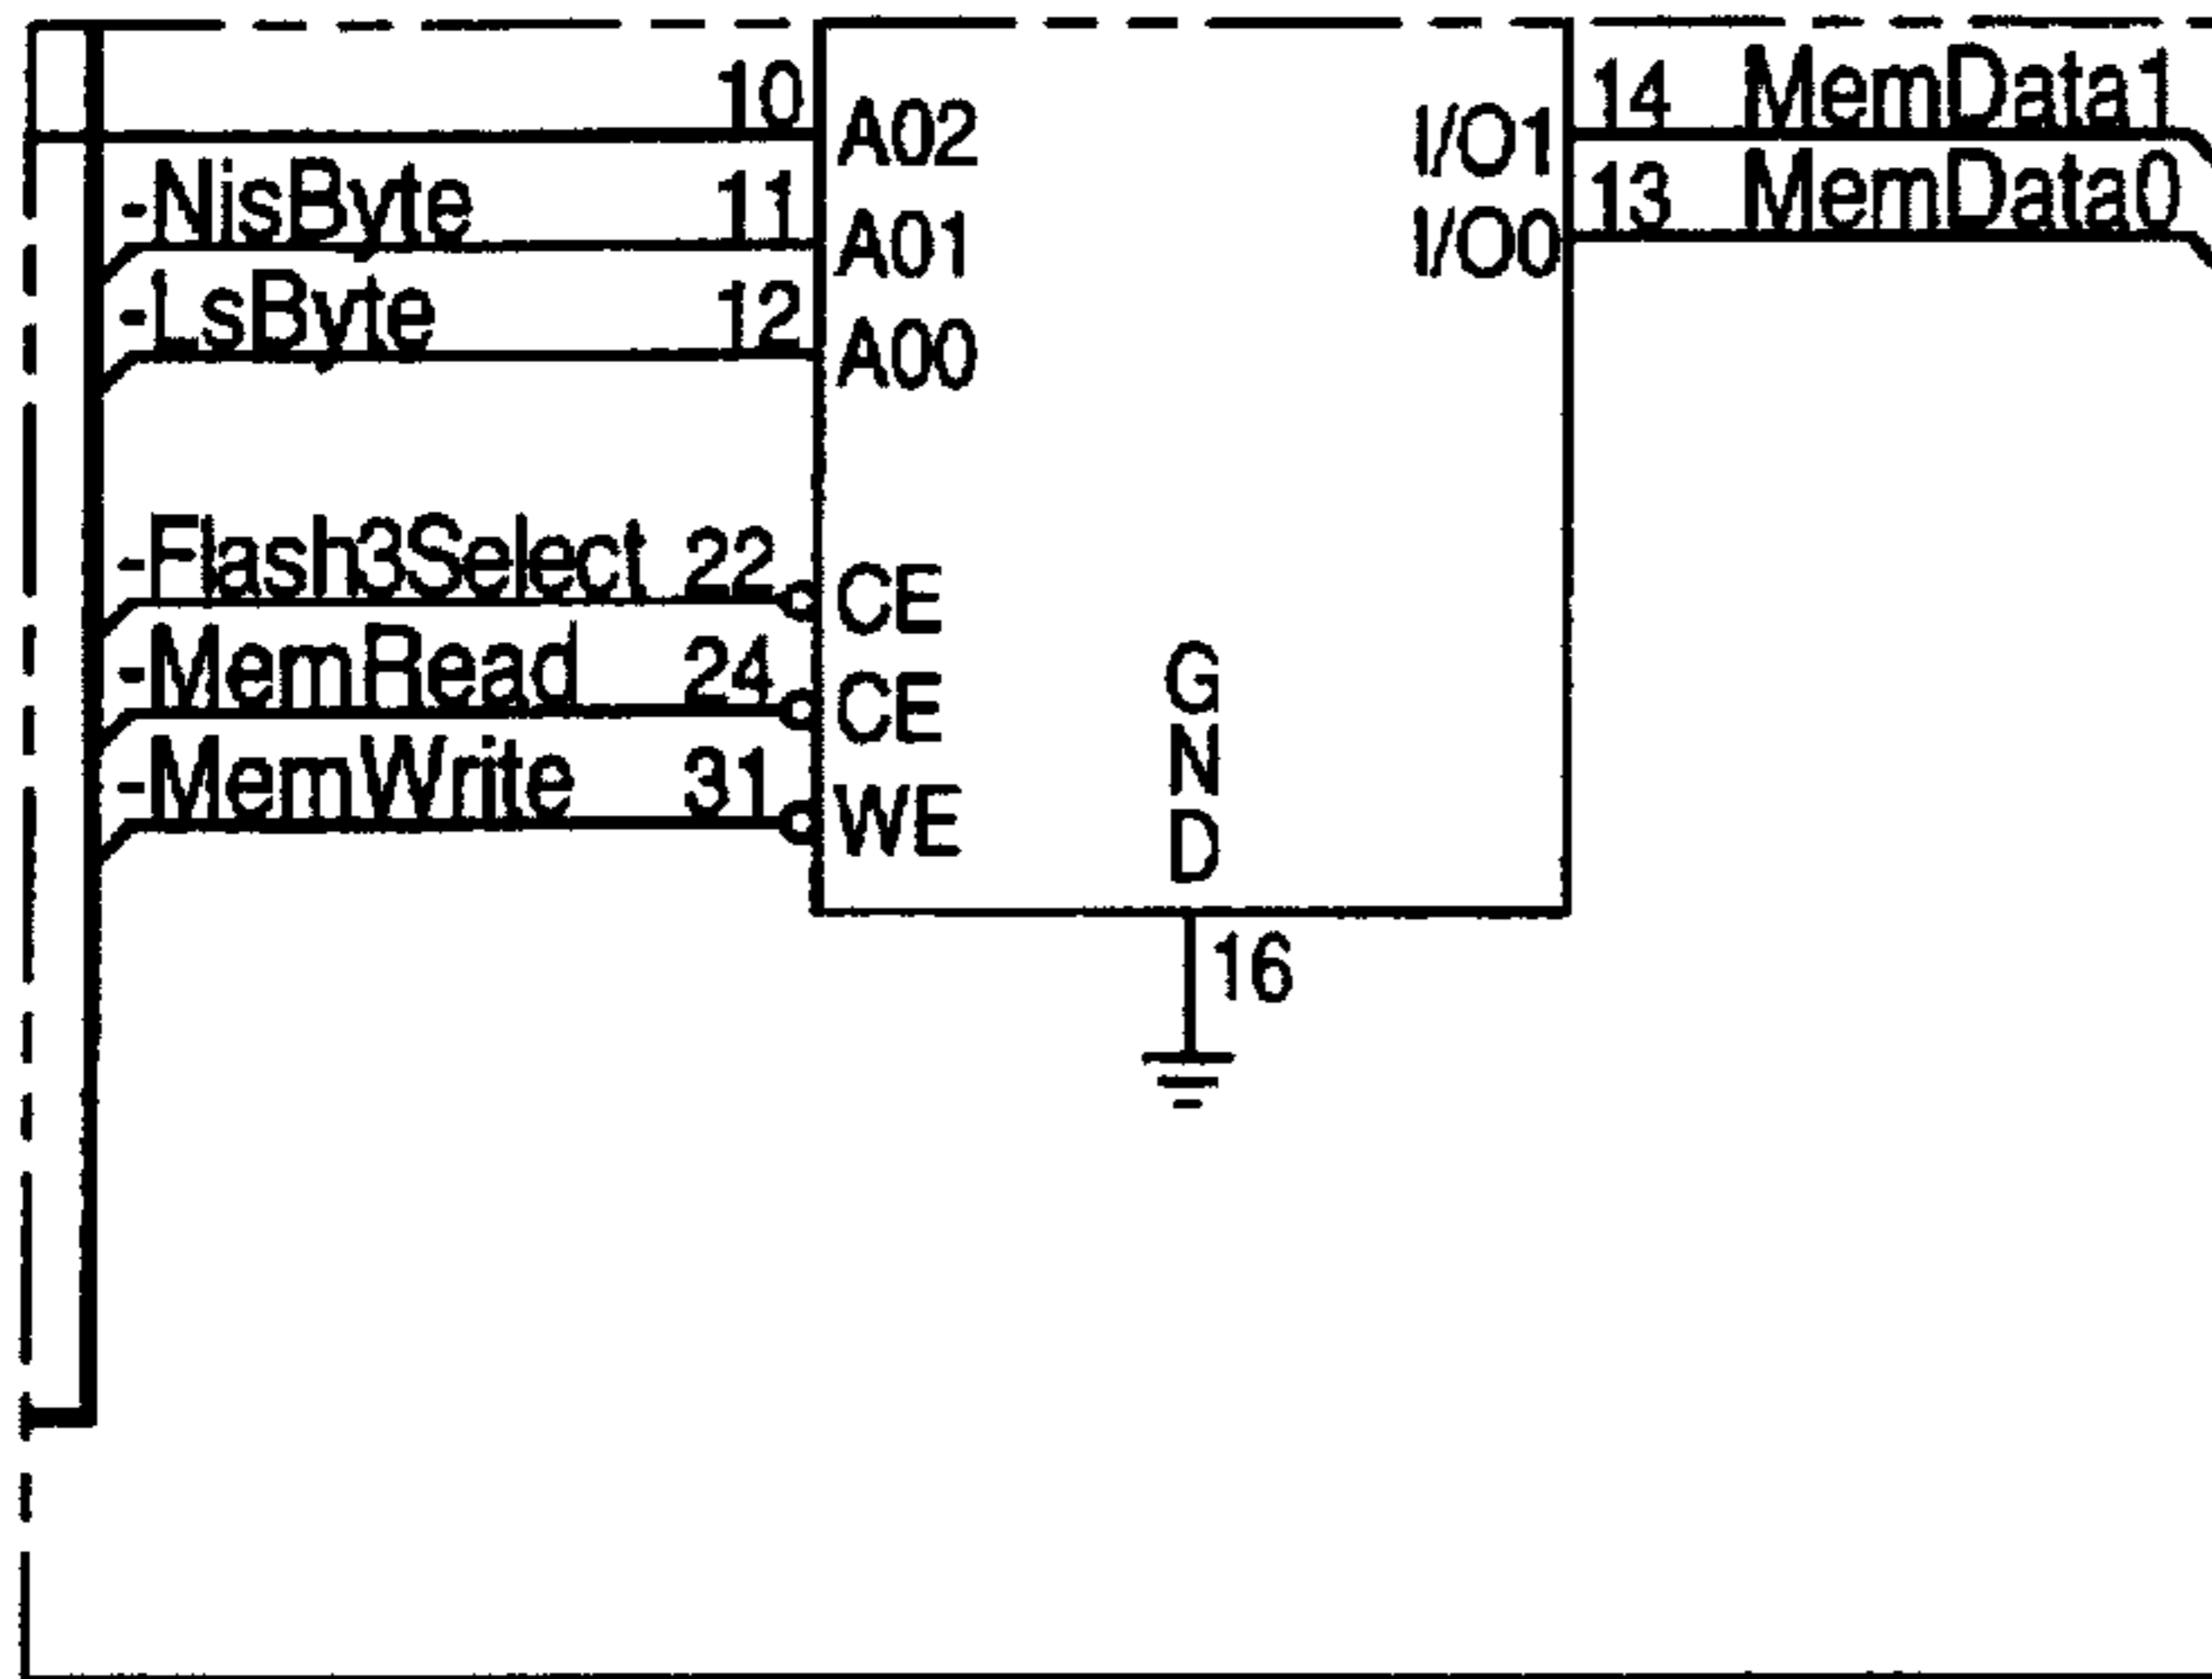 10 A02 I/O1 14 MemData1
-NisByte 11 A01 I/O0 13 MemData0
-LsByte 12 A00
-Flash3Select 22 CE
-MemRead 24 CE
-MemWrite 31 WE
GND
16